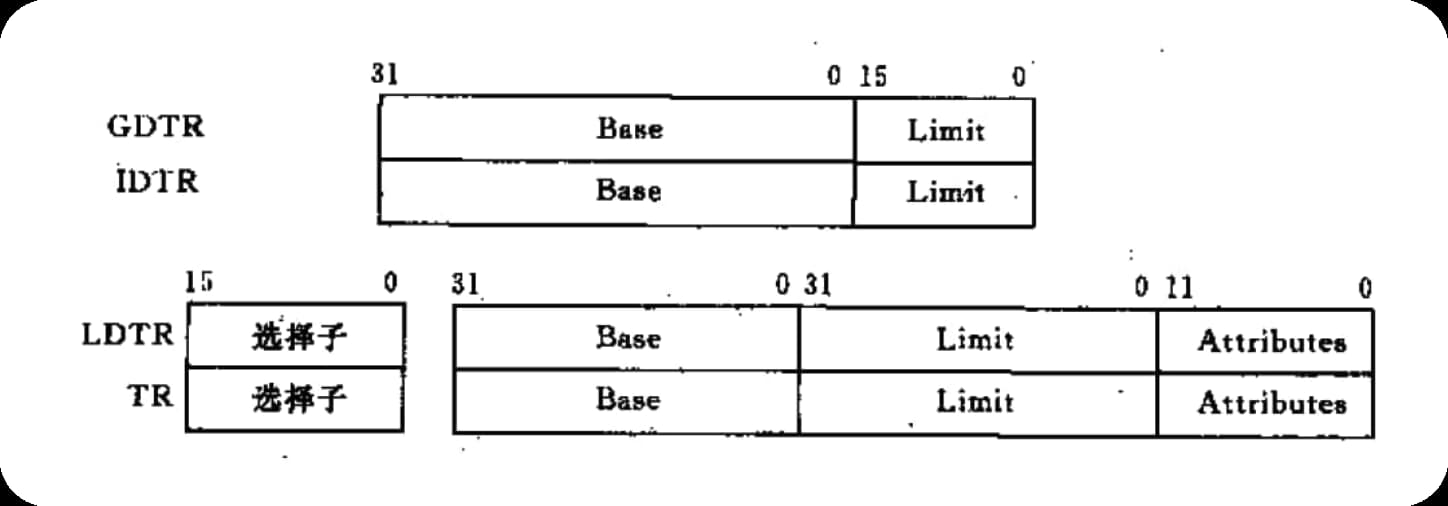 31 0 15 0
GDTR Base Limit
IDTR Base Limit
15 0 31 0 31 0 11 0
LDTR 选择子 Base Limit Attributes
TR 选择子 Base Limit Attributes